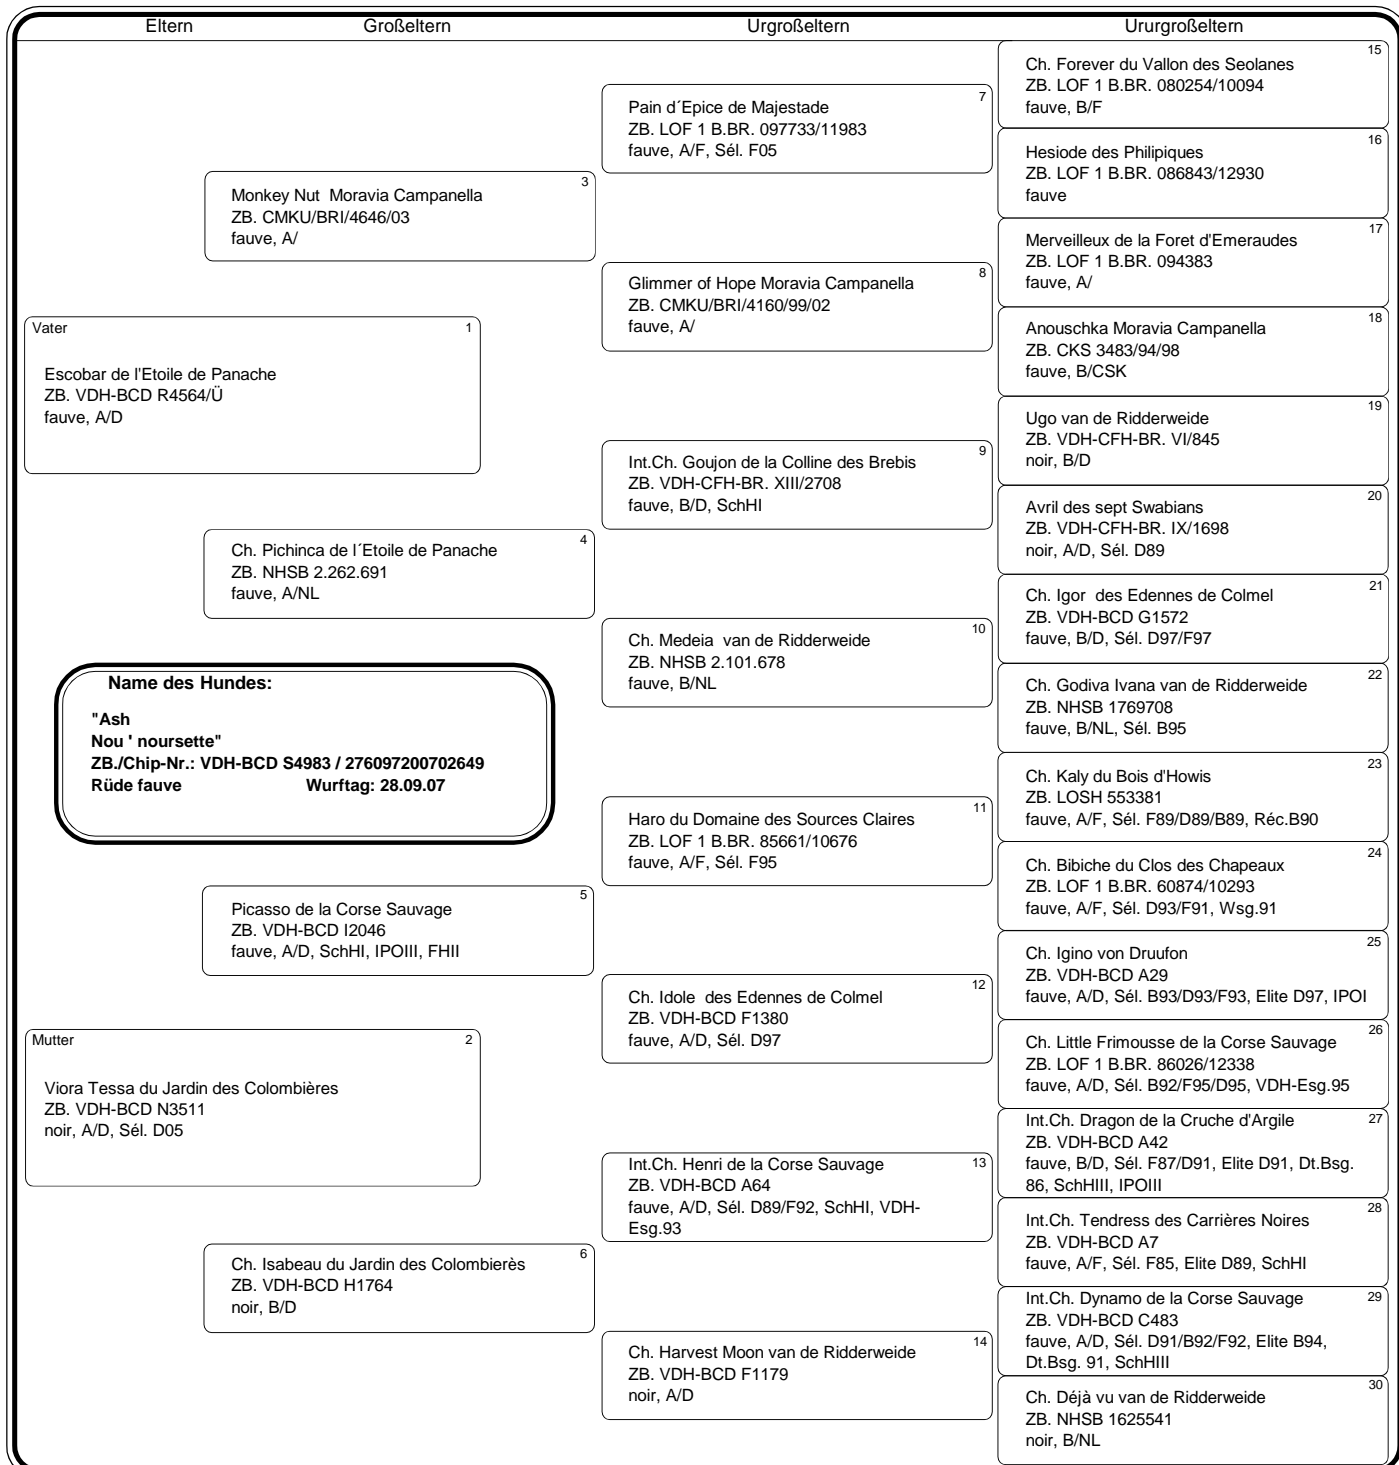 Eltern Großeltern Urgroßeltern Ururgroßeltern
Vater 1
Escobar de l'Etoile de Panache
ZB. VDH-BCD R4564/Ü
fauve, A/D
Name des Hundes:
"Ash
Nou ' noursette"
ZB./Chip-Nr.: VDH-BCD S4983 / 276097200702649
Rüde fauve Wurftag: 28.09.07
Mutter 2
Viora Tessa du Jardin des Colombières
ZB. VDH-BCD N3511
noir, A/D, Sél. D05
3
Monkey Nut Moravia Campanella
ZB. CMKU/BRI/4646/03
fauve, A/
4
Ch. Pichinca de l´Etoile de Panache
ZB. NHSB 2.262.691
fauve, A/NL
5
Picasso de la Corse Sauvage
ZB. VDH-BCD I2046
fauve, A/D, SchHI, IPOIII, FHII
6
Ch. Isabeau du Jardin des Colombierès
ZB. VDH-BCD H1764
noir, B/D
7
Pain d´Epice de Majestade
ZB. LOF 1 B.BR. 097733/11983
fauve, A/F, Sél. F05
8
Glimmer of Hope Moravia Campanella
ZB. CMKU/BRI/4160/99/02
fauve, A/
9
Int.Ch. Goujon de la Colline des Brebis
ZB. VDH-CFH-BR. XIII/2708
fauve, B/D, SchHI
10
Ch. Medeia van de Ridderweide
ZB. NHSB 2.101.678
fauve, B/NL
11
Haro du Domaine des Sources Claires
ZB. LOF 1 B.BR. 85661/10676
fauve, A/F, Sél. F95
12
Ch. Idole des Edennes de Colmel
ZB. VDH-BCD F1380
fauve, A/D, Sél. D97
13
Int.Ch. Henri de la Corse Sauvage
ZB. VDH-BCD A64
fauve, A/D, Sél. D89/F92, SchHI, VDH-
Esg.93
14
Ch. Harvest Moon van de Ridderweide
ZB. VDH-BCD F1179
noir, A/D
15
Ch. Forever du Vallon des Seolanes
ZB. LOF 1 B.BR. 080254/10094
fauve, B/F
16
Hesiode des Philipiques
ZB. LOF 1 B.BR. 086843/12930
fauve
17
Merveilleux de la Foret d'Emeraudes
ZB. LOF 1 B.BR. 094383
fauve, A/
18
Anouschka Moravia Campanella
ZB. CKS 3483/94/98
fauve, B/CSK
19
Ugo van de Ridderweide
ZB. VDH-CFH-BR. VI/845
noir, B/D
20
Avril des sept Swabians
ZB. VDH-CFH-BR. IX/1698
noir, A/D, Sél. D89
21
Ch. Igor des Edennes de Colmel
ZB. VDH-BCD G1572
fauve, B/D, Sél. D97/F97
22
Ch. Godiva Ivana van de Ridderweide
ZB. NHSB 1769708
fauve, B/NL, Sél. B95
23
Ch. Kaly du Bois d'Howis
ZB. LOSH 553381
fauve, A/F, Sél. F89/D89/B89, Réc.B90
24
Ch. Bibiche du Clos des Chapeaux
ZB. LOF 1 B.BR. 60874/10293
fauve, A/F, Sél. D93/F91, Wsg.91
25
Ch. Igino von Druufon
ZB. VDH-BCD A29
fauve, A/D, Sél. B93/D93/F93, Elite D97, IPOI
26
Ch. Little Frimousse de la Corse Sauvage
ZB. LOF 1 B.BR. 86026/12338
fauve, A/D, Sél. B92/F95/D95, VDH-Esg.95
27
Int.Ch. Dragon de la Cruche d'Argile
ZB. VDH-BCD A42
fauve, B/D, Sél. F87/D91, Elite D91, Dt.Bsg.
86, SchHIII, IPOIII
28
Int.Ch. Tendress des Carrières Noires
ZB. VDH-BCD A7
fauve, A/F, Sél. F85, Elite D89, SchHI
29
Int.Ch. Dynamo de la Corse Sauvage
ZB. VDH-BCD C483
fauve, A/D, Sél. D91/B92/F92, Elite B94,
Dt.Bsg. 91, SchHIII
30
Ch. Déjà vu van de Ridderweide
ZB. NHSB 1625541
noir, B/NL